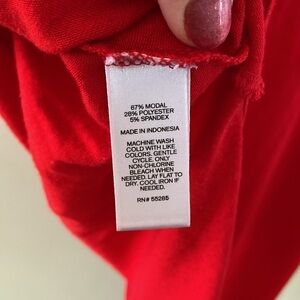 67% MODAL
28% POLYESTER
5% SPANDEX
MADE IN INDONESIA
MACHINE WASH
COLD WITH LIKE
COLORS. GENTLE
CYCLE. ONLY
NON-CHLORINE
BLEACH WHEN
NEEDED. LAY FLAT TO
DRY. COOL IRON IF
NEEDED.
RN# 55285